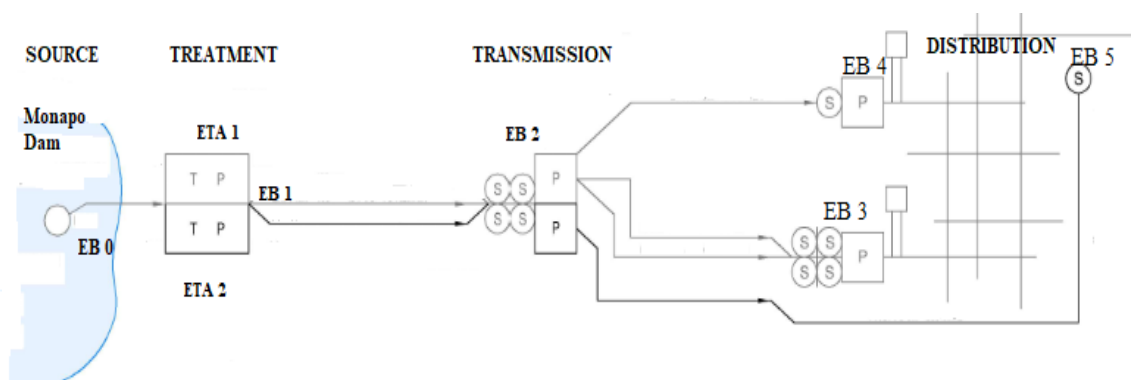 SOURCE
TREATMENT
TRANSMISSION
DISTRIBUTION
EB 4
EB 5
S
S
P
Monapo
Dam
ETA 1
EB 2
T P
EB 1
S S
P
T P
S S
P
EB 0
ETA 2
EB 3
S S
P
S S